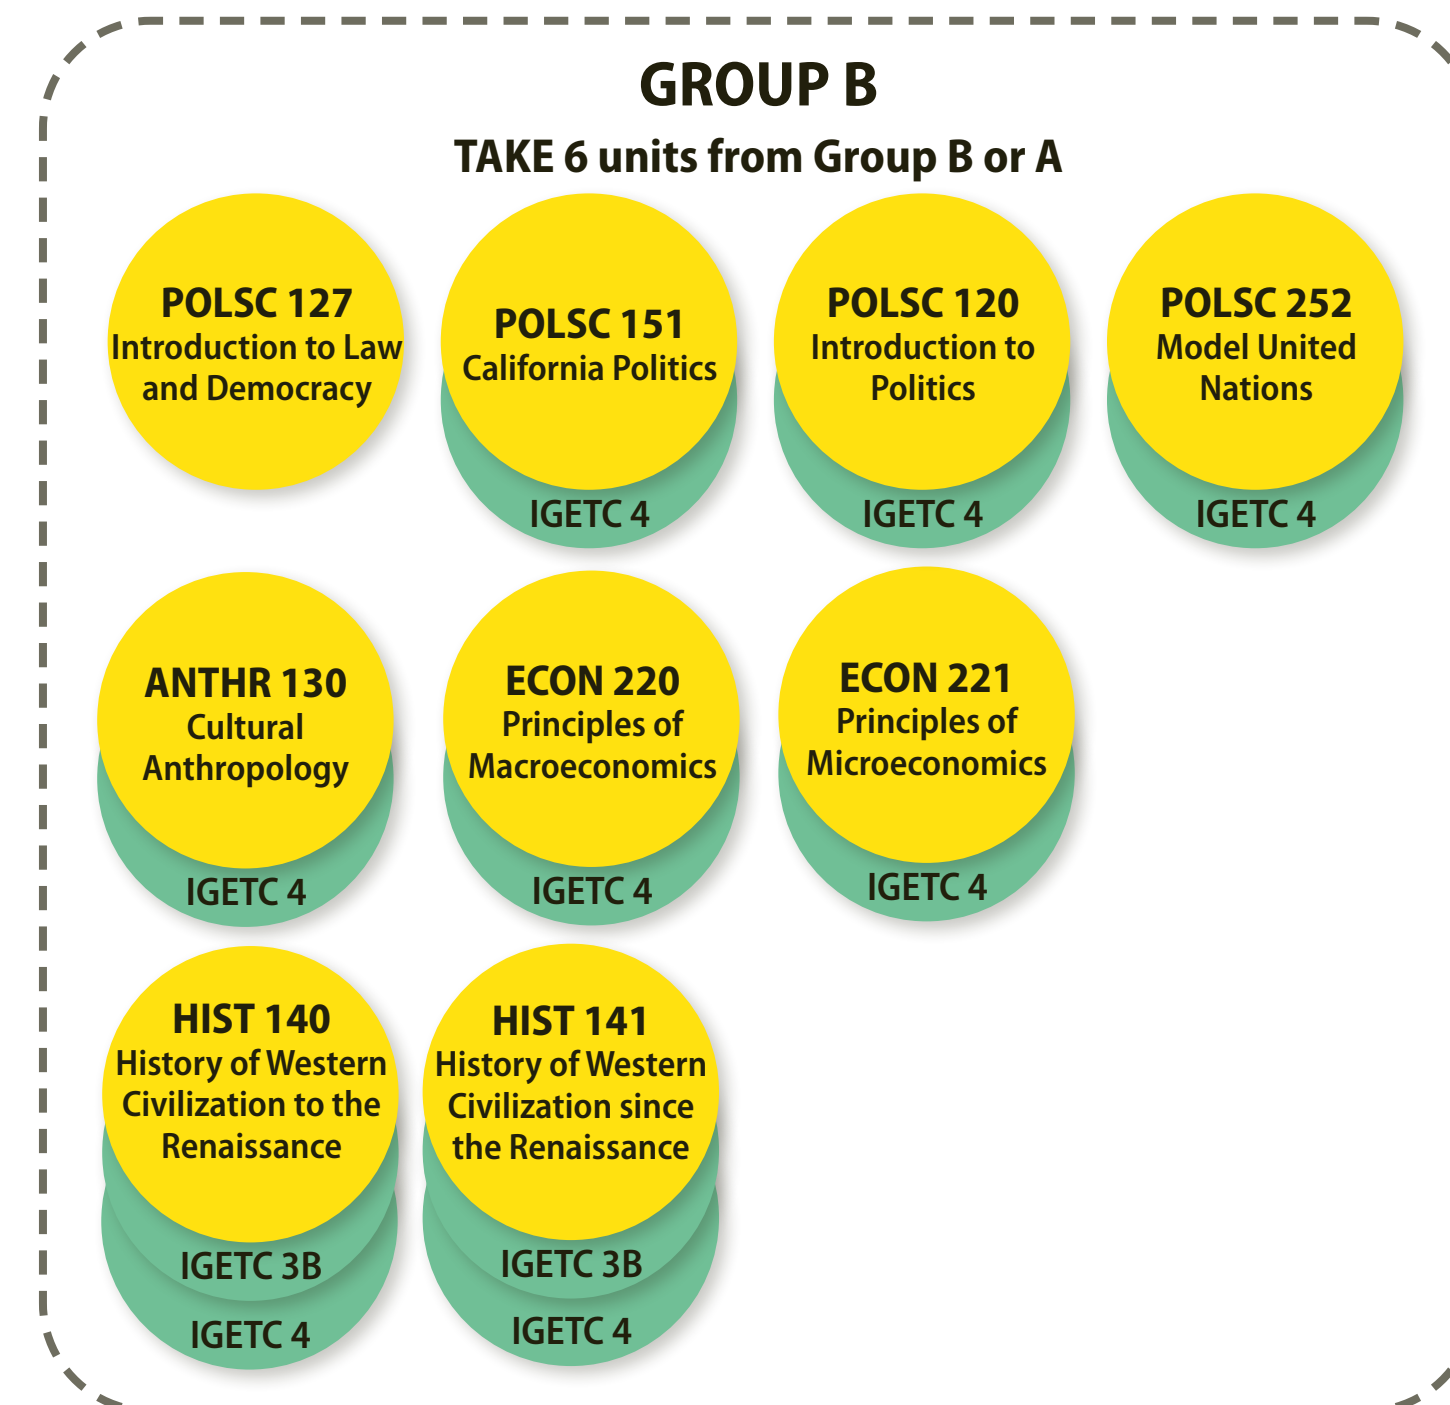 GROUP B
TAKE 6 units from Group B or A
POLSC 127
Introduction to Law
and Democracy
POLSC 151
California Politics
IGETC 4
POLSC 120
Introduction to
Politics
IGETC 4
POLSC 252
Model United
Nations
IGETC 4
ANTHR 130
Cultural
Anthropology
IGETC 4
ECON 220
Principles of
Macroeconomics
IGETC 4
ECON 221
Principles of
Microeconomics
IGETC 4
HIST 140
History of Western
Civilization to the
Renaissance
IGETC 3B
IGETC 4
HIST 141
History of Western
Civilization since
the Renaissance
IGETC 3B
IGETC 4